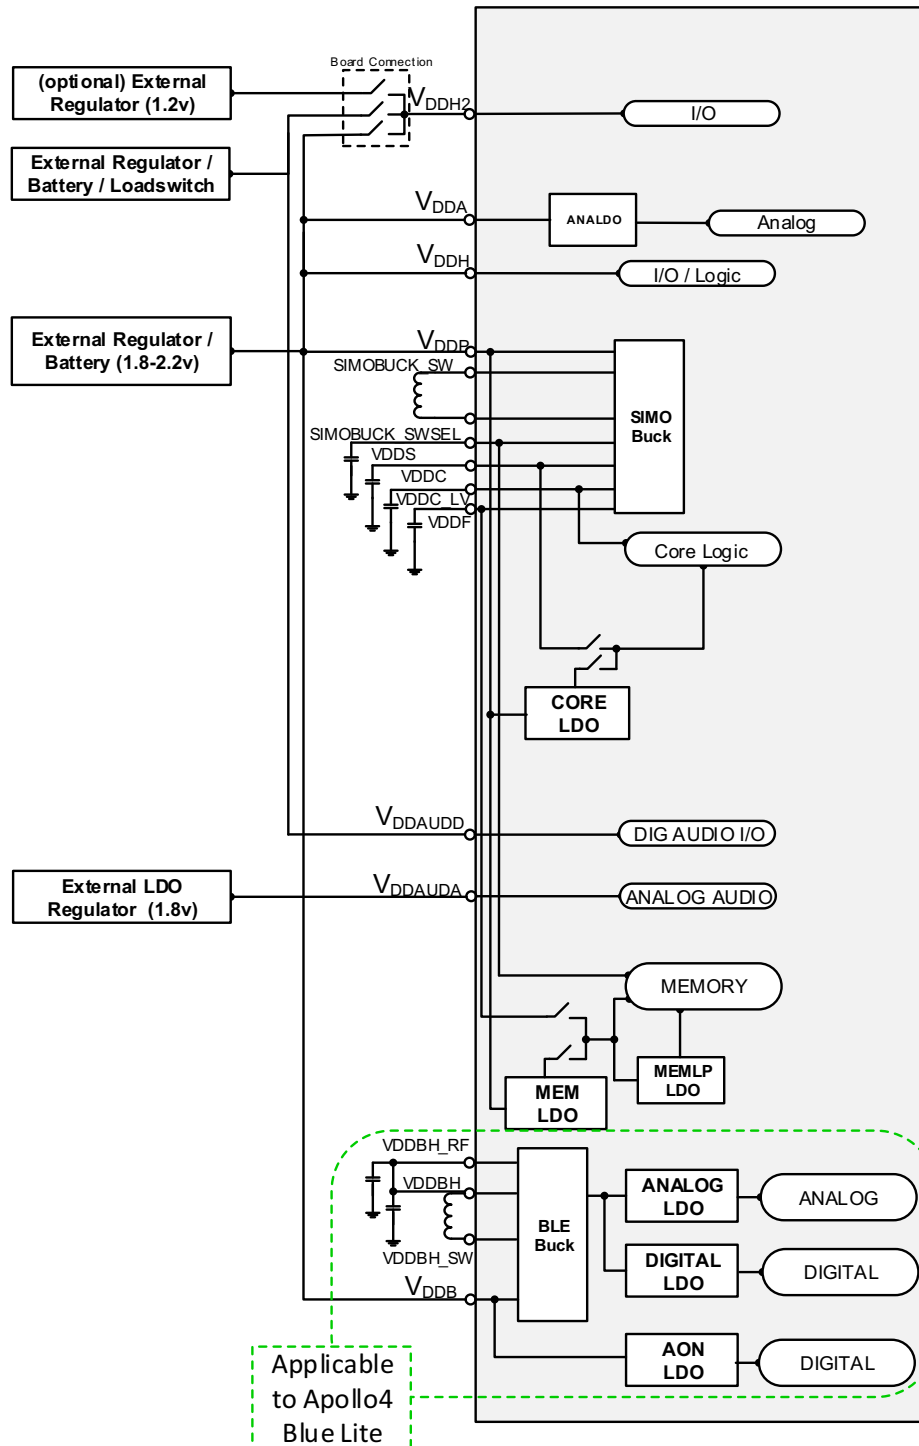 Board Connection
(optional) External
Regulator (1.2v)
VDDH2
I/O
External Regulator /
Battery / Loadswitch
VDDA
ANALDO
Analog
VDDH
I/O / Logic
External Regulator /
Battery (1.8-2.2v)
VDDP
SIMOBUCK_SW
SIMO
Buck
SIMOBUCK_SWSEL
VDDS
VDDC
VDDC_LV
VDDF
Core Logic
CORE
LDO
VDDAUDD
DIG AUDIO I/O
External LDO
Regulator (1.8v)
VDDAUDA
ANALOG AUDIO
MEMORY
MEM
LDO
MEMLP
LDO
VDDBH_RF
VDDBH
VDDBH_SW
BLE
Buck
ANALOG
LDO
ANALOG
DIGITAL
LDO
DIGITAL
VDDB
AON
LDO
DIGITAL
Applicable
to Apollo4
Blue Lite